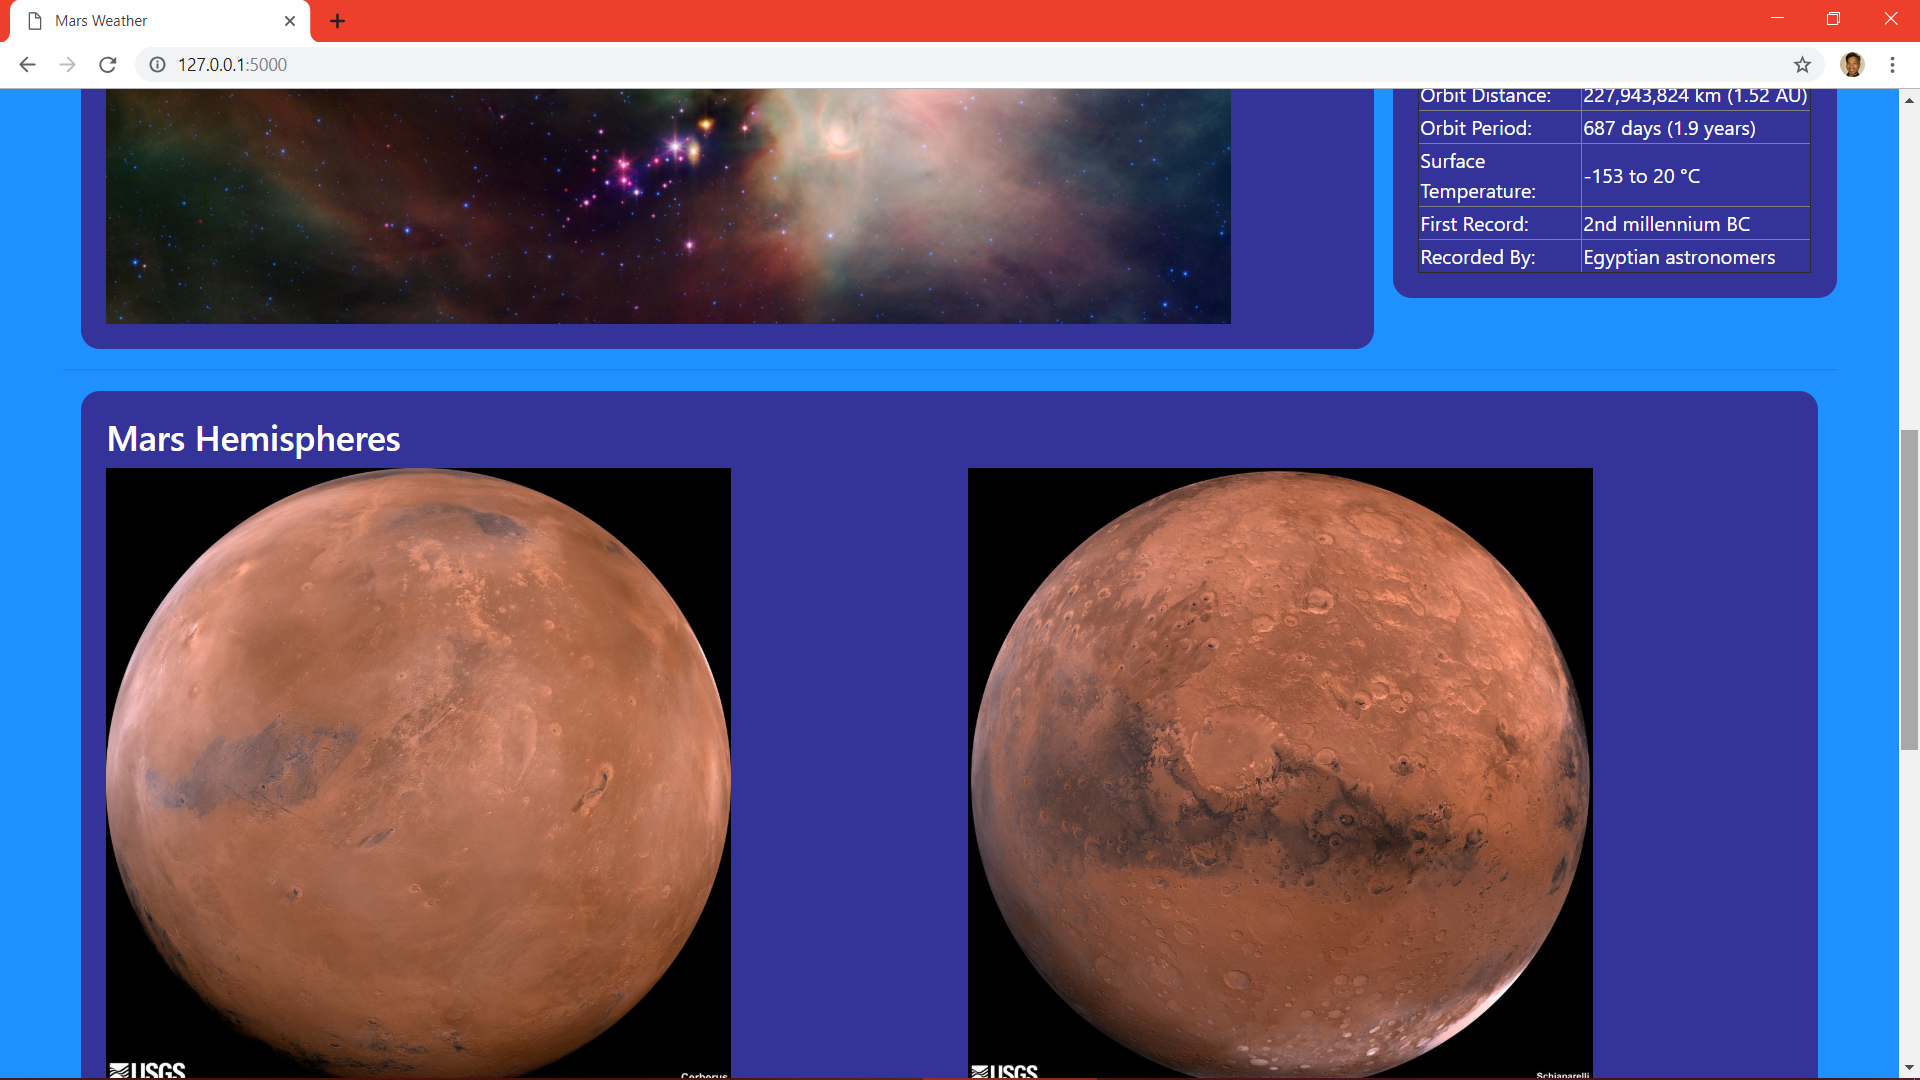 Mars Weather
127.0.0.1:5000
Orbit Distance: 227,943,824 km (1.52 AU)
Orbit Period: 687 days (1.9 years)
Surface
Temperature: -153 to 20 °C
First Record: 2nd millennium BC
Recorded By: Egyptian astronomers
Mars Hemispheres
USGS Cerberus
USGS Schiaparelli